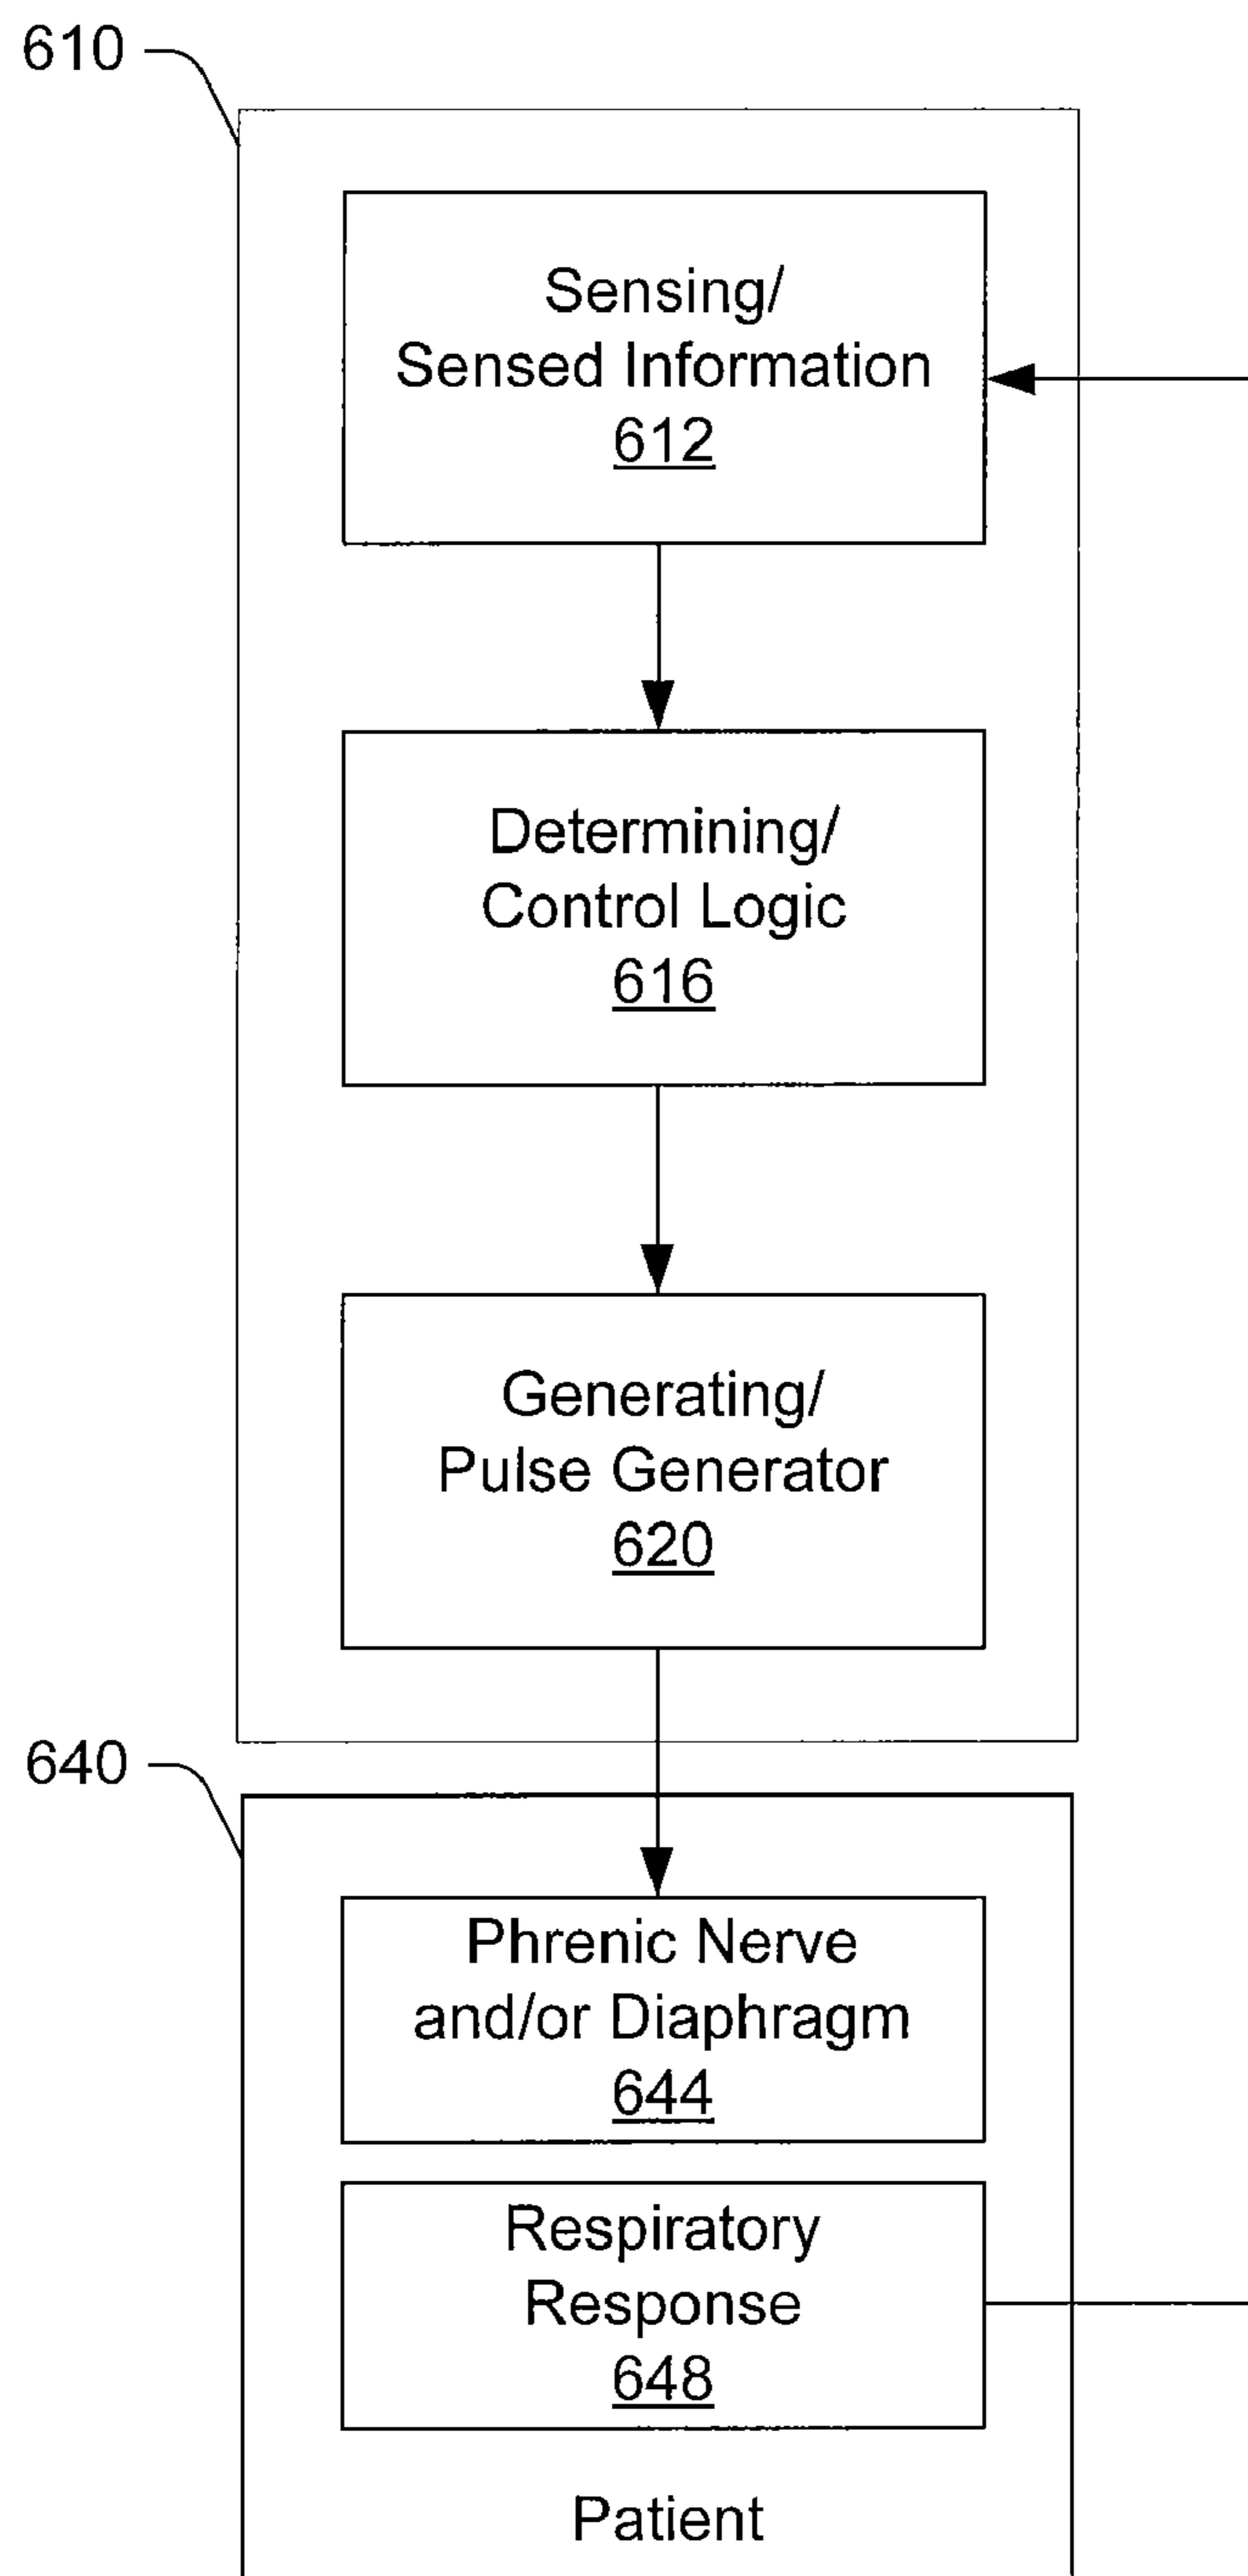 610
Sensing/
Sensed Information
612
Determining/
Control Logic
616
Generating/
Pulse Generator
620
640
Phrenic Nerve
and/or Diaphragm
644
Respiratory
Response
648
Patient